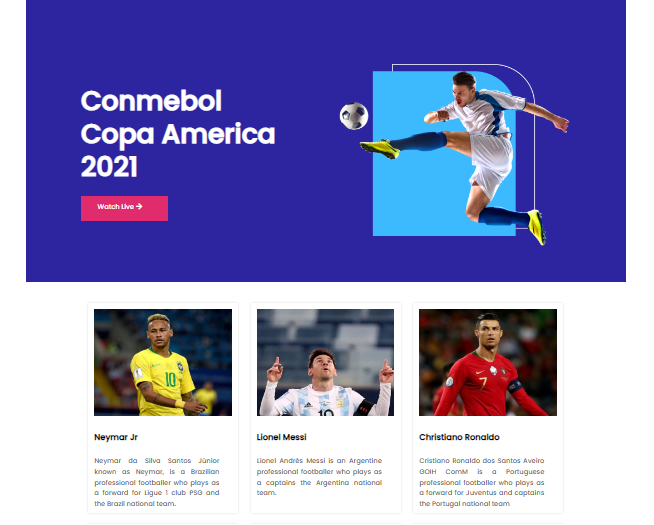 Conmebol
Copa America
2021
Watch Live →
10
10
7
Neymar Jr
Neymar da Silva Santos Júnior
known as Neymar, is a Brazilian
professional footballer who plays as
a forward for Ligue 1 club PSG and
the Brazil national team.
Lionel Messi
Lionel Andrés Messi is an Argentine
professional footballer who plays as
a captains the Argentina national
team.
Christiano Ronaldo
Cristiano Ronaldo dos Santos Aveiro
GOIH ComM is a Portuguese
professional footballer who plays as
a forward for Juventus and captains
the Portugal national team